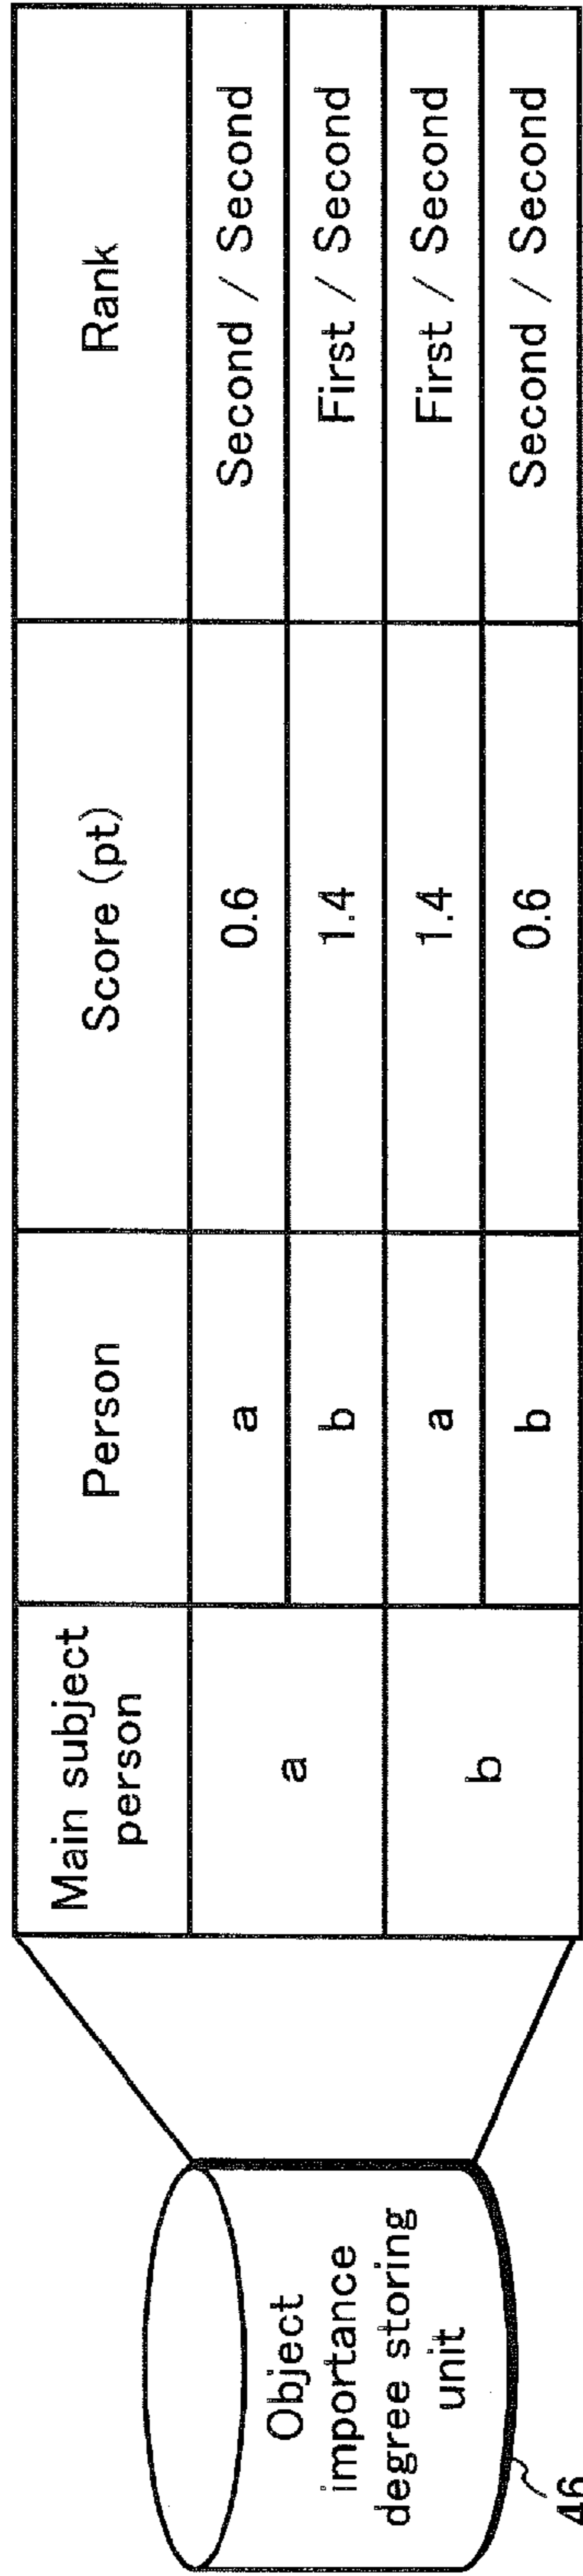 Main subject
person
Person
Score (pt)
Rank
a
a
0.6
Second / Second
b
1.4
First / Second
b
a
1.4
First / Second
b
0.6
Second / Second
Object
importance
degree storing
unit
46